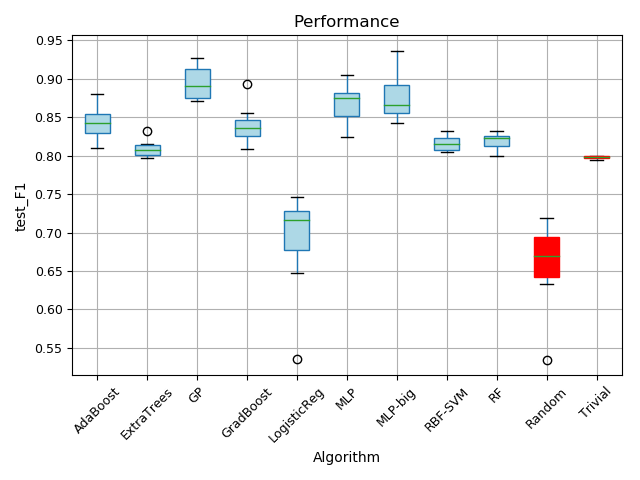 Performance
test_F1
0.95
0.90
0.85
0.80
0.75
0.70
0.65
0.60
0.55
AdaBoost
ExtraTrees
GP
GradBoost
LogisticReg
MLP
MLP-big
RBF-SVM
RF
Random
Trivial
Algorithm